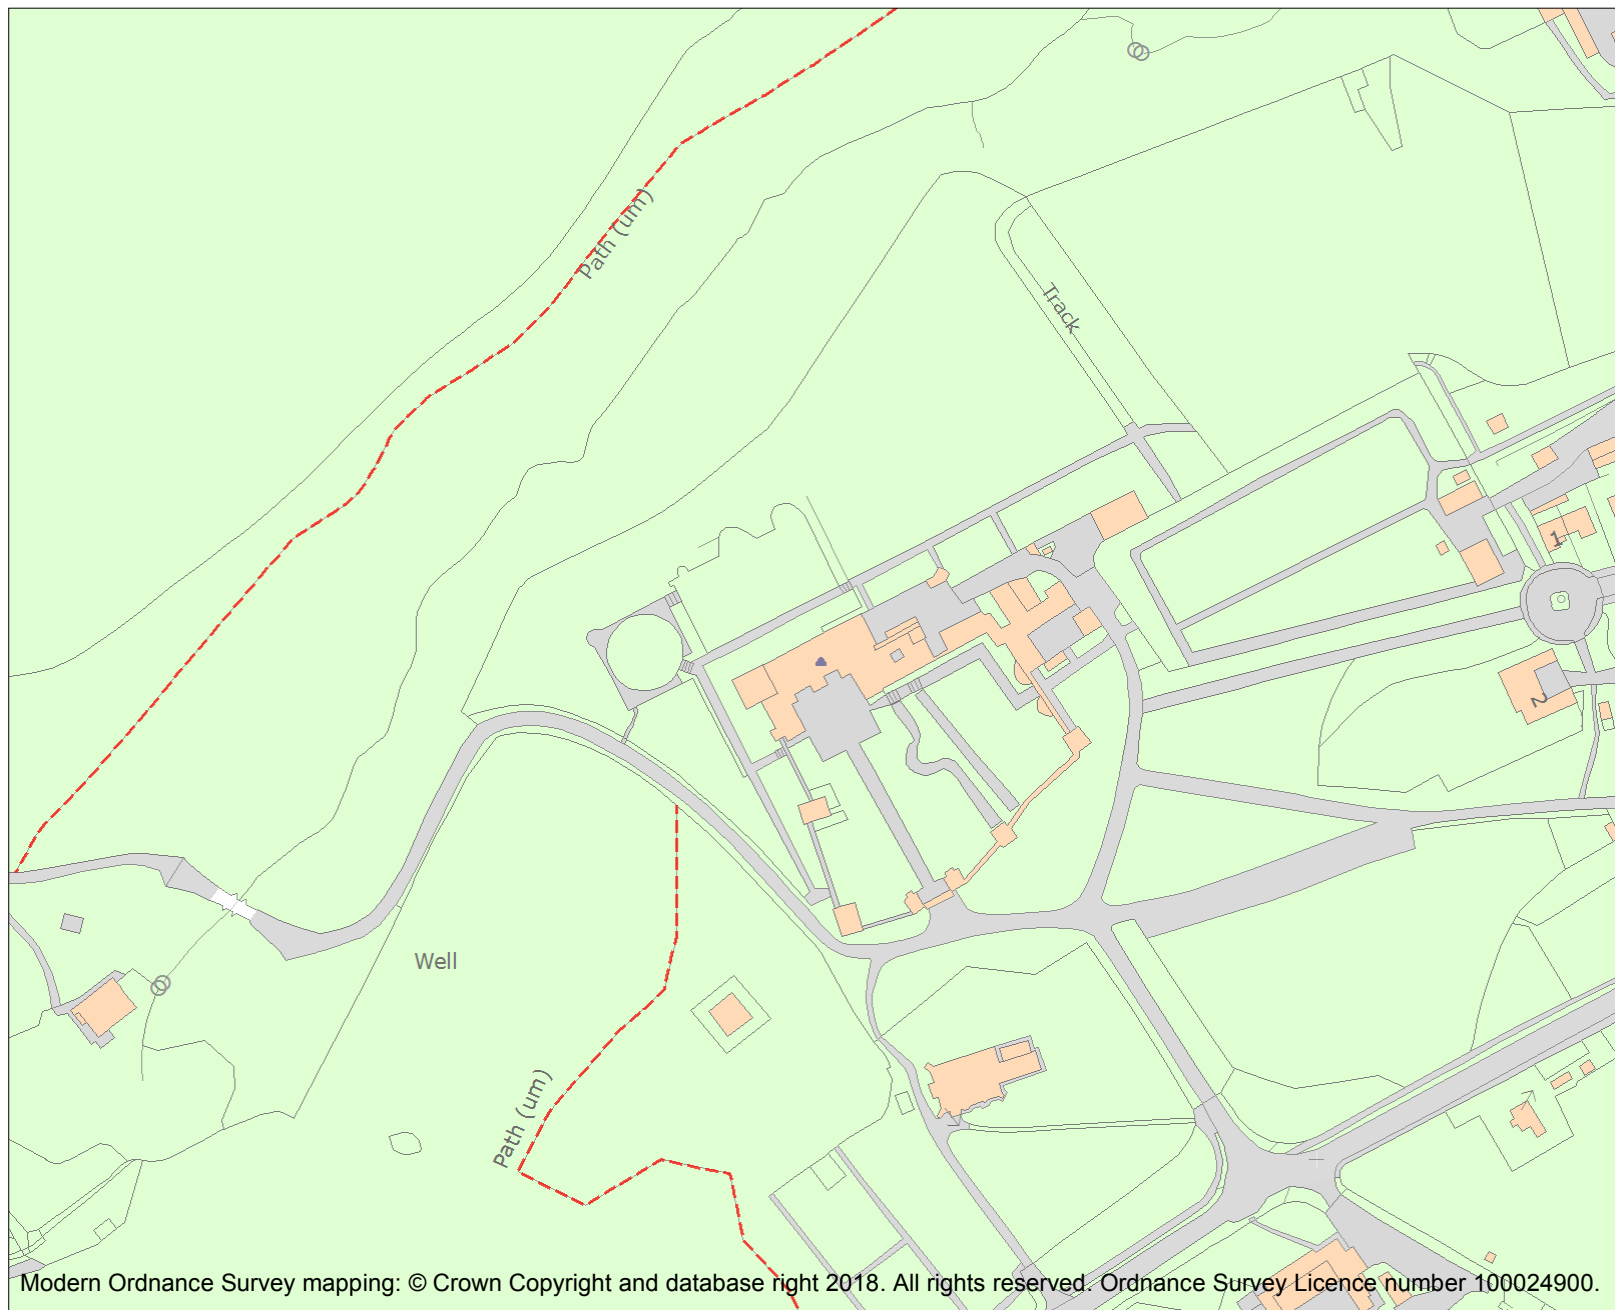 Path (um)
Track
1
2
Well
Path (um)
Modern Ordnance Survey mapping: © Crown Copyright and database right 2018. All rights reserved. Ordnance Survey Licence number 100024900.